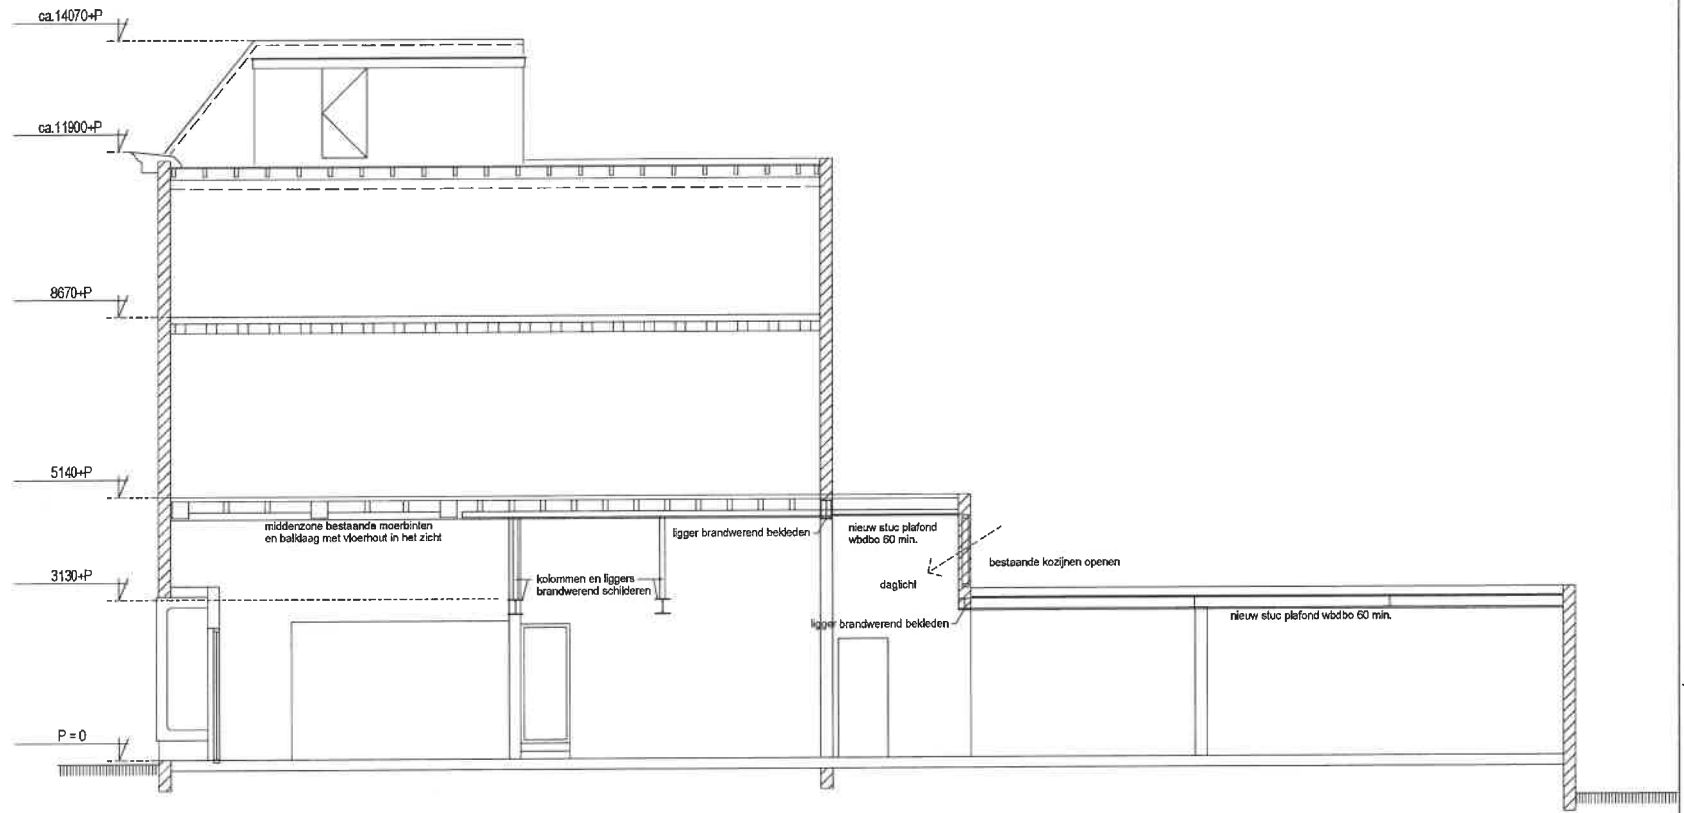 ca.14070+P
ca.11900+P
8670+P
5140+P
middenzone bestaande moerbinten
en balklaag met vloerhout in het zicht
ligger brandwerend bekleden
nieuw stuc plafond
wbdbo 60 min.
bestaande kozijnen openen
daglicht
3130+P
kolommen en liggers
brandwerend schilderen
ligger brandwerend bekleden
nieuw stuc plafond wbdbo 60 min.
P = 0